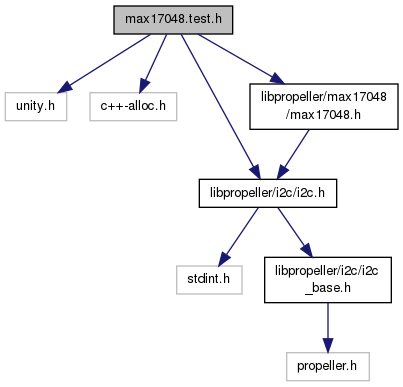 max17048.test.h
unity.h
c++-alloc.h
libpropeller/max17048
/max17048.h
libpropeller/i2c/i2c.h
stdint.h
libpropeller/i2c/i2c
_base.h
propeller.h